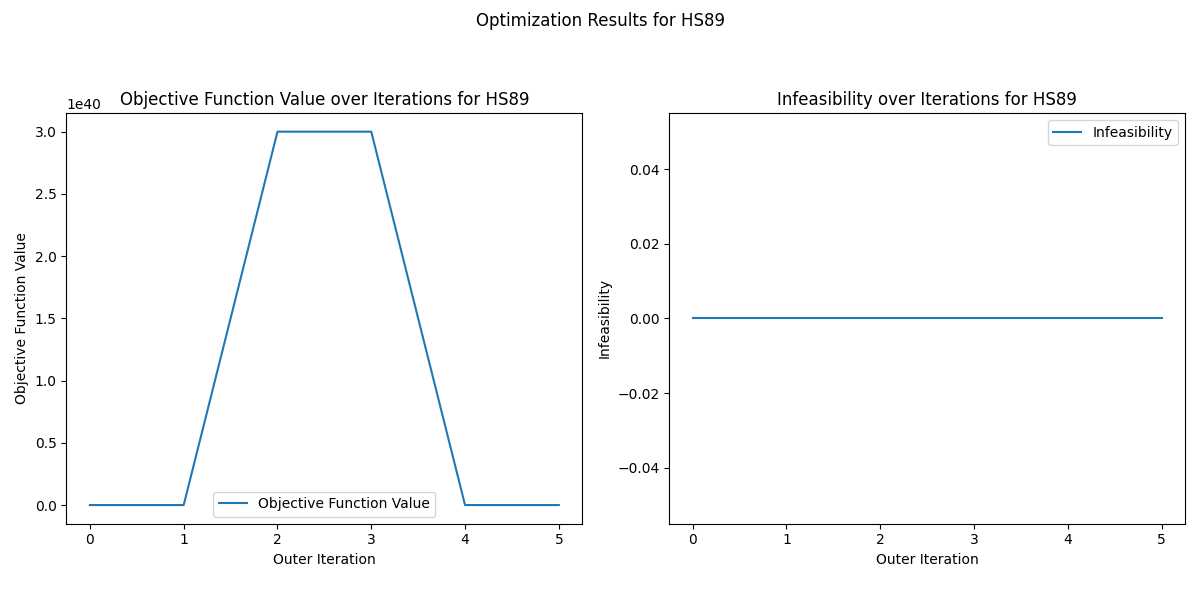 Optimization Results for HS89
Objective Function Value over Iterations for HS89
1e40
3.0
2.5
2.0
1.5
1.0
0.5
0.0
Objective Function Value
Objective Function Value
0 1 2 3 4 5
Outer Iteration
Infeasibility over Iterations for HS89
Infeasibility
0.04
0.02
0.00
−0.02
−0.04
Infeasibility
0 1 2 3 4 5
Outer Iteration